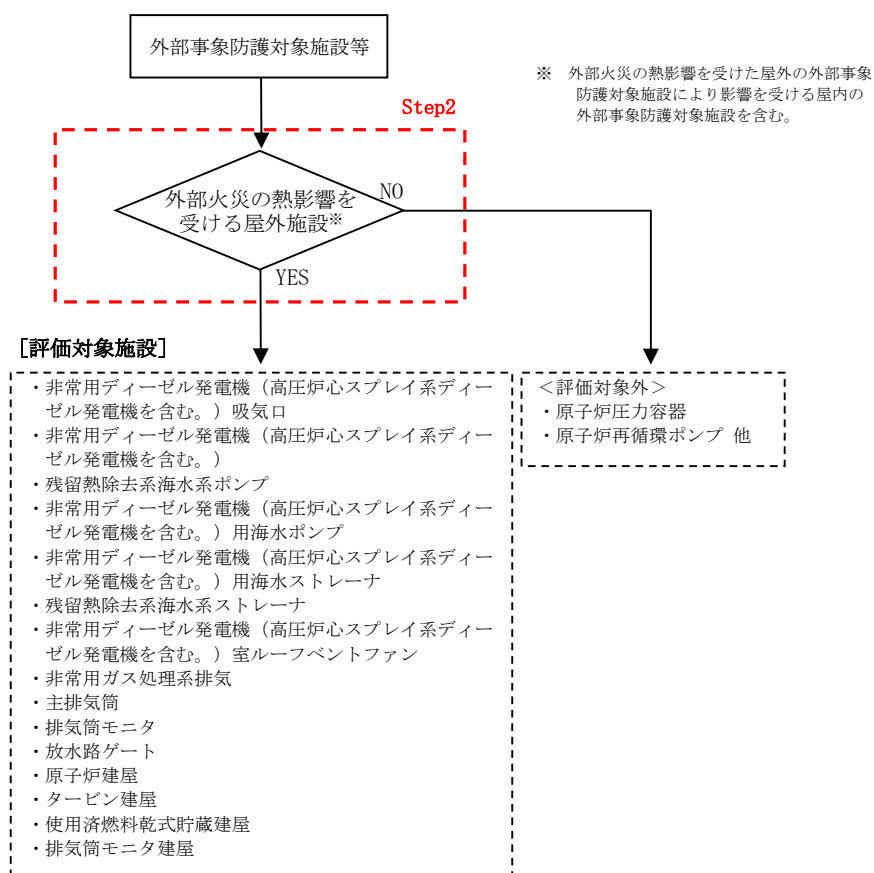 外部事象防護対象施設等
※ 外部火災の熱影響を受けた屋外の外部事象
防護対象施設により影響を受ける屋内の
外部事象防護対象施設を含む。
Step2
外部火災の熱影響を
受ける屋外施設※
NO
YES
[評価対象施設]
・非常用ディーゼル発電機（高圧炉心スプレイ系ディー
ゼル発電機を含む。）吸気口
・非常用ディーゼル発電機（高圧炉心スプレイ系ディー
ゼル発電機を含む。）
・残留熱除去系海水系ポンプ
・非常用ディーゼル発電機（高圧炉心スプレイ系ディー
ゼル発電機を含む。）用海水ポンプ
・非常用ディーゼル発電機（高圧炉心スプレイ系ディー
ゼル発電機を含む。）用海水ストレーナ
・残留熱除去系海水系ストレーナ
・非常用ディーゼル発電機（高圧炉心スプレイ系ディー
ゼル発電機を含む。）室ルーフベントファン
・非常用ガス処理系排気
・主排気筒
・排気筒モニタ
・放水路ゲート
・原子炉建屋
・タービン建屋
・使用済燃料乾式貯蔵建屋
・排気筒モニタ建屋
＜評価対象外＞
・原子炉圧力容器
・原子炉再循環ポンプ 他